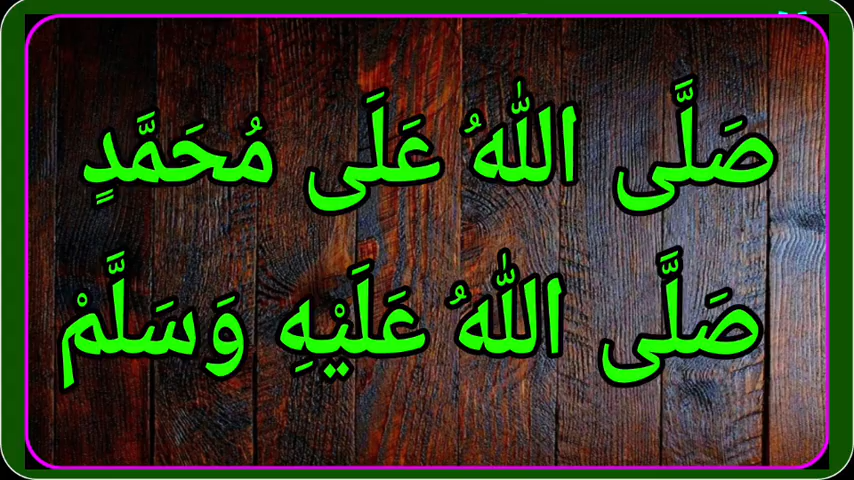 صَلَّى اللّٰهُ عَلَى مُحَمَّدٍ
صَلَّى اللّٰهُ عَلَيْهِ وَسَلَّمْ